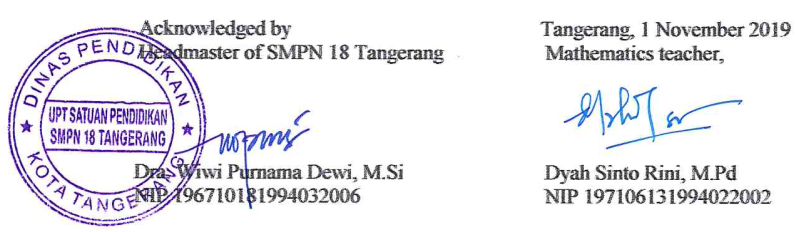 Acknowledged by
Headmaster of SMPN 18 Tangerang
DINAS PENDIDIKAN
UPT SATUAN PENDIDIKAN
SMPN 18 TANGERANG
KOTA TANGERANG
Dra. Wiwi Purnama Dewi, M.Si
NIP 196710181994032006
Tangerang, 1 November 2019
Mathematics teacher,
Dyah Sinto Rini, M.Pd
NIP 197106131994022002